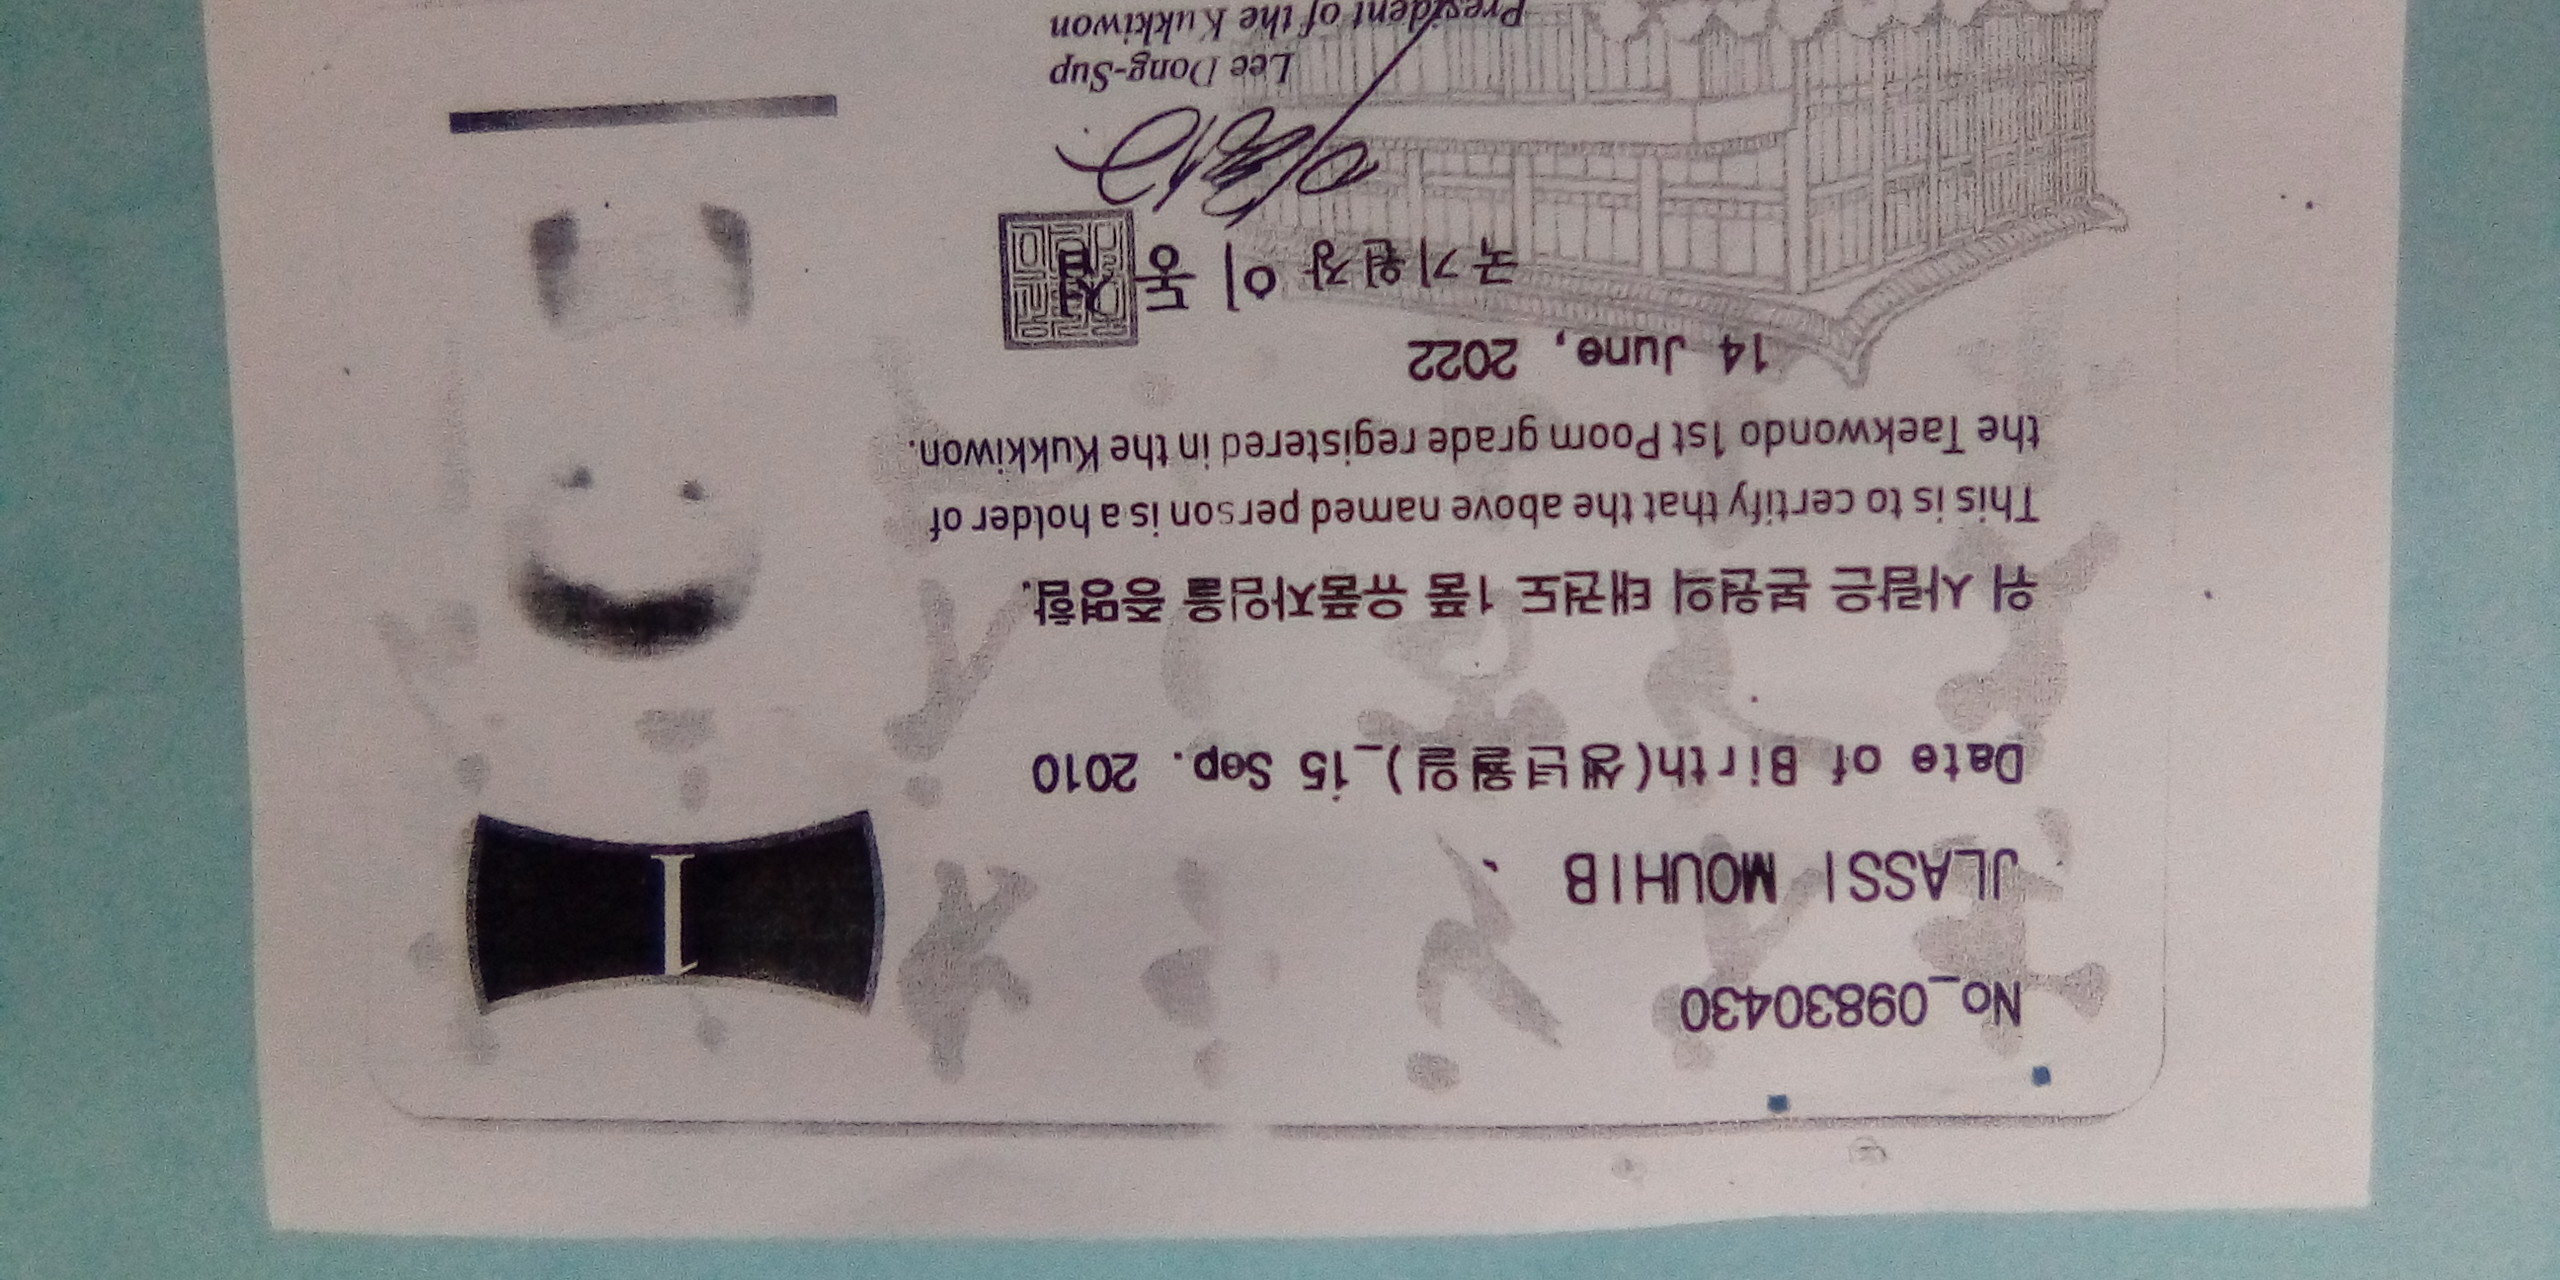 No_09830430
JLASSI MOUHIB
Date of Birth(생년월일)_15 Sep. 2010
위 사람은 본원의 태권도 1품 유품자임을 증명함.
This is to certify that the above named person is a holder of
the Taekwondo 1st Poom grade registered in the Kukkiwon.
14 June, 2022
국기원장 이 동 섭
Lee Dong-Sup
President of the Kukkiwon
I